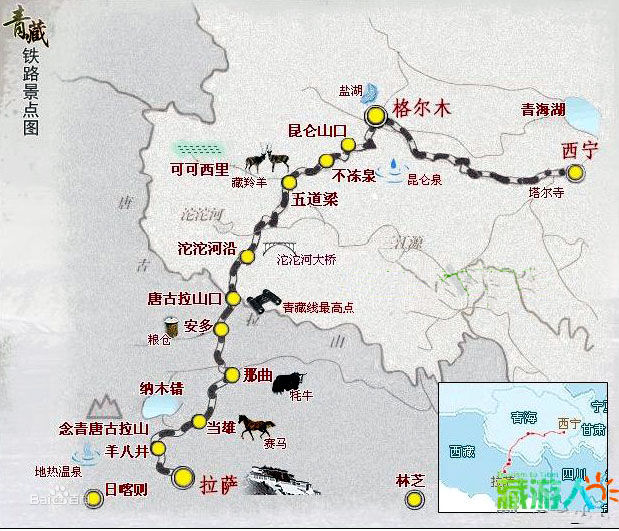 青藏
铁路景点图
盐湖
格尔木
青海湖
昆仑山口
西宁
可可西里
藏羚羊
不冻泉
昆仑泉
塔尔寺
五道梁
唐
古
拉
山
沱沱河
沱沱河沿
沱沱河大桥
三江源
唐古拉山口
青藏线最高点
安多
粮仓
那曲
牦牛
纳木错
念青唐古拉山
当雄
赛马
羊八井
地热温泉
拉萨
日喀则
林芝
青海
西宁
甘肃
西藏
四川
藏游人
Bai